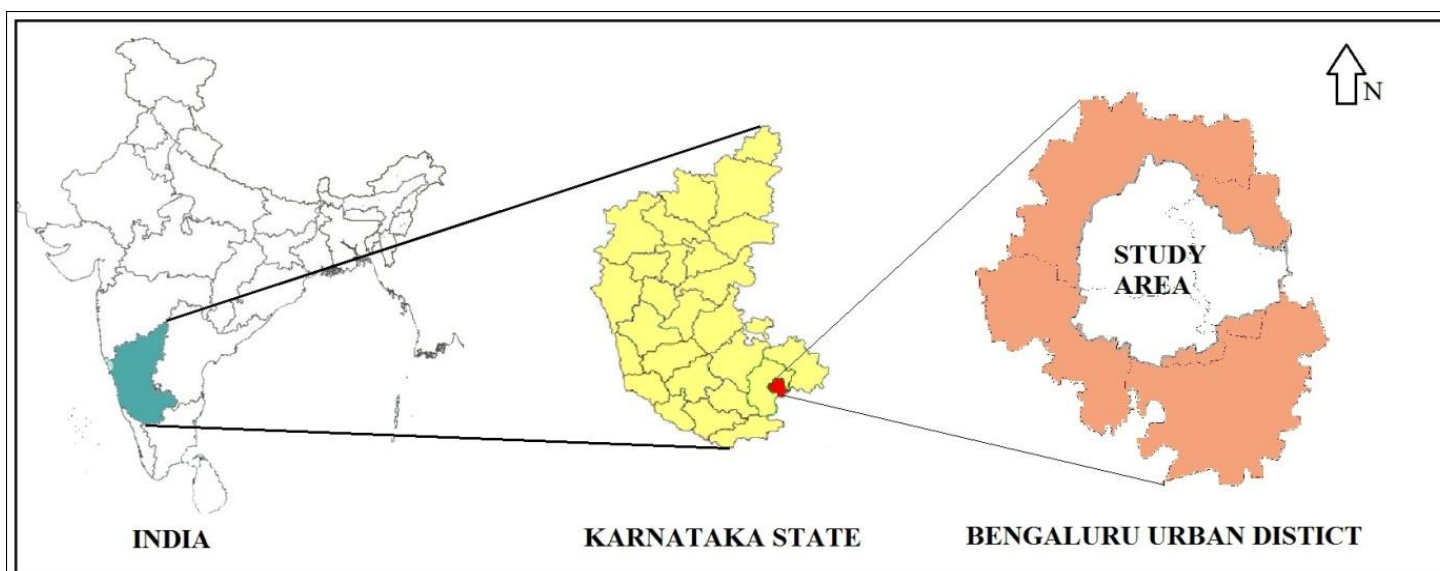 N
STUDY
AREA
INDIA
KARNATAKA STATE
BENGALURU URBAN DISTICT